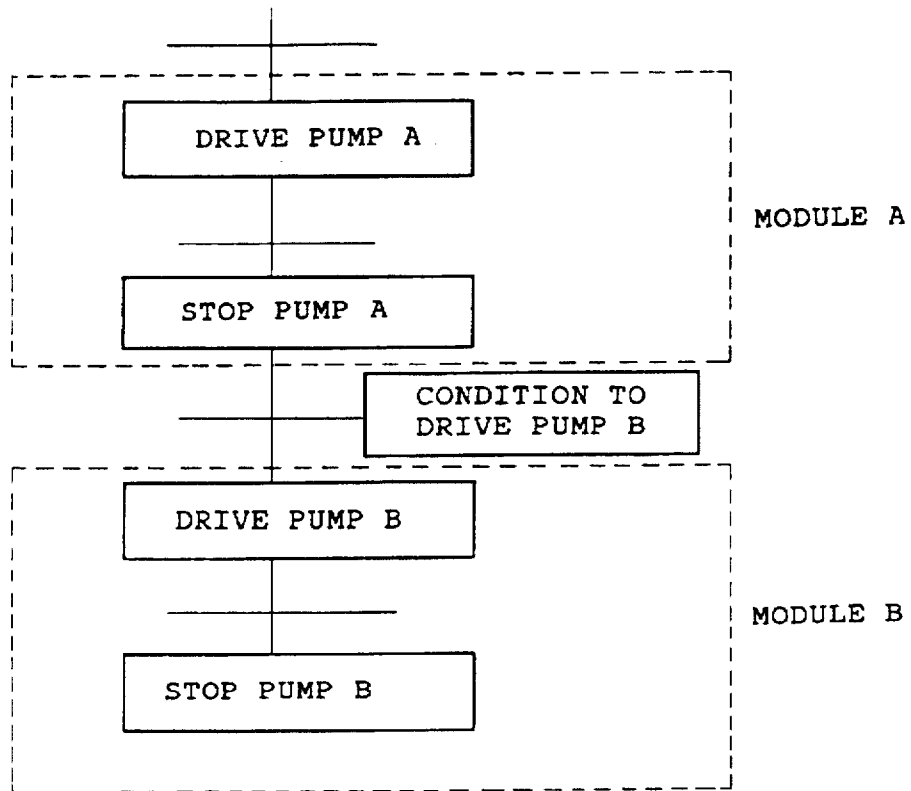 DRIVE PUMP A
MODULE A
STOP PUMP A
CONDITION TO
DRIVE PUMP B
DRIVE PUMP B
MODULE B
STOP PUMP B